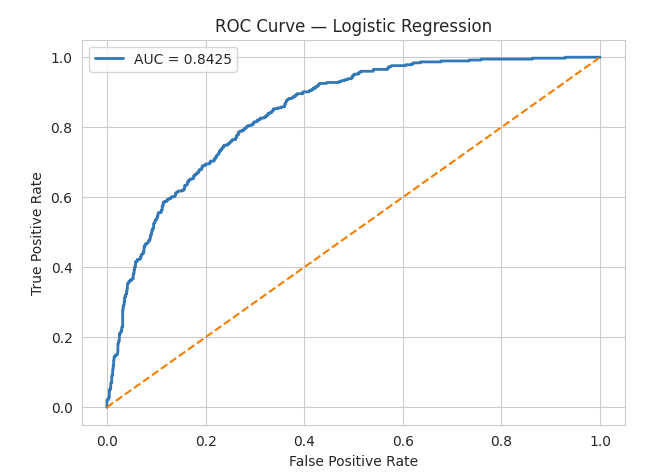 ROC Curve — Logistic Regression
AUC = 0.8425
True Positive Rate
1.0
0.8
0.6
0.4
0.2
0.0
0.0 0.2 0.4 0.6 0.8 1.0
False Positive Rate